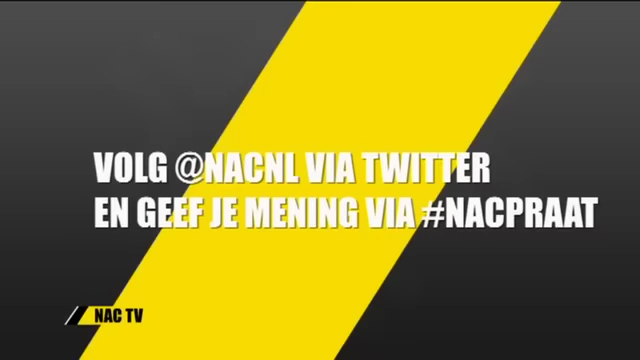 VOLG @NACNL VIA TWITTER
EN GEEF JE MENING VIA #NACPRAAT
NAC TV